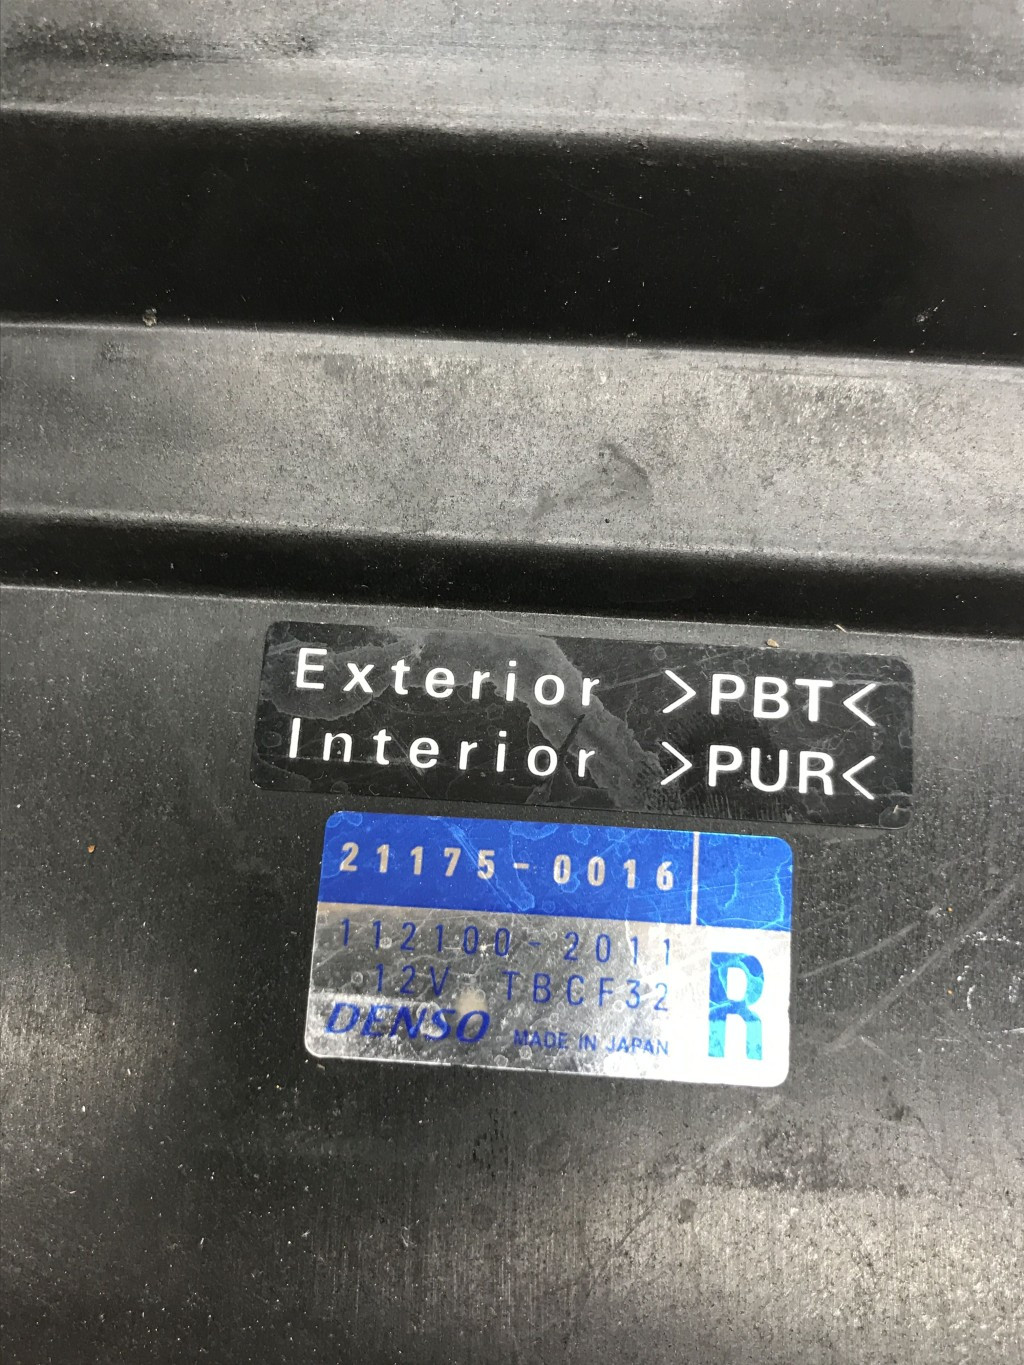 Exterior >PBT<
Interior >PUR<
21175-0016
112100-2011
12V TBCF32
DENSO MADE IN JAPAN
R